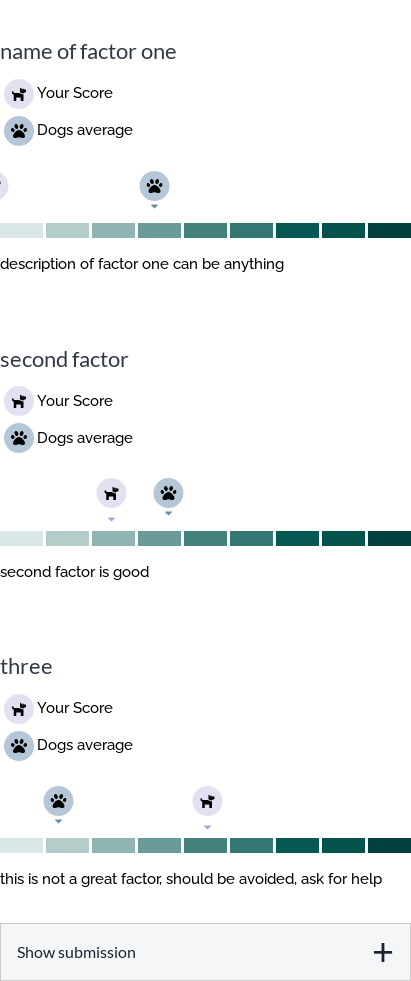 name of factor one
Your Score
Dogs average
description of factor one can be anything
second factor
Your Score
Dogs average
second factor is good
three
Your Score
Dogs average
this is not a great factor, should be avoided, ask for help
Show submission